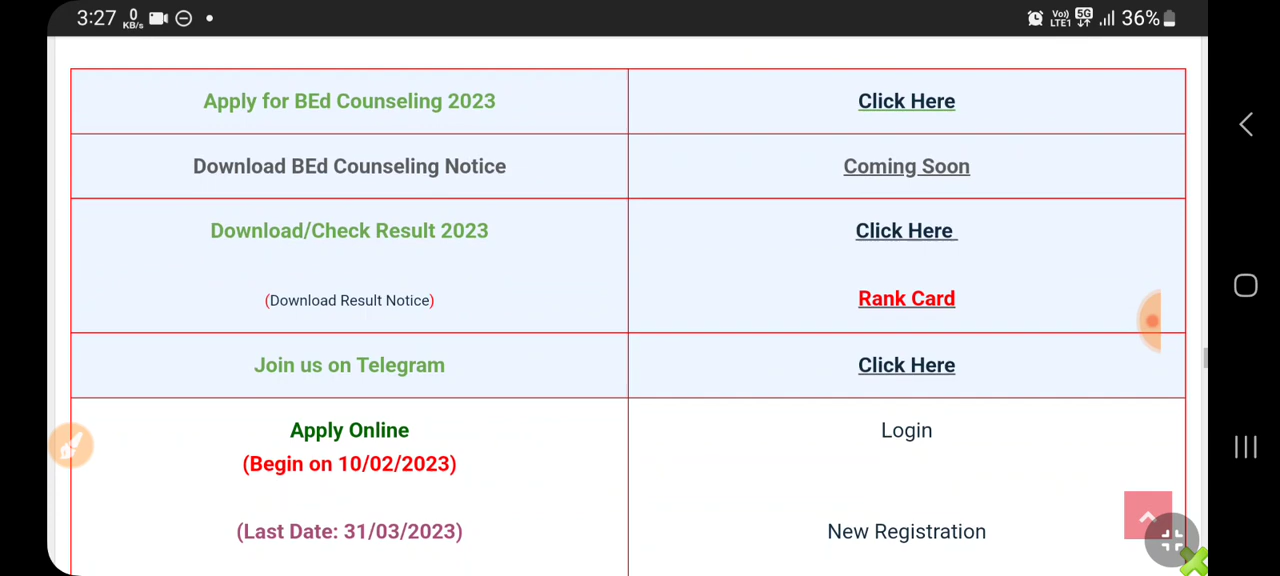 3:27 0 KB/s Vo) LTE1 5G 36%
Apply for BEd Counseling 2023 Click Here
Download BEd Counseling Notice Coming Soon
Download/Check Result 2023 Click Here
(Download Result Notice) Rank Card
Join us on Telegram Click Here
Apply Online Login
(Begin on 10/02/2023)
(Last Date: 31/03/2023) New Registration